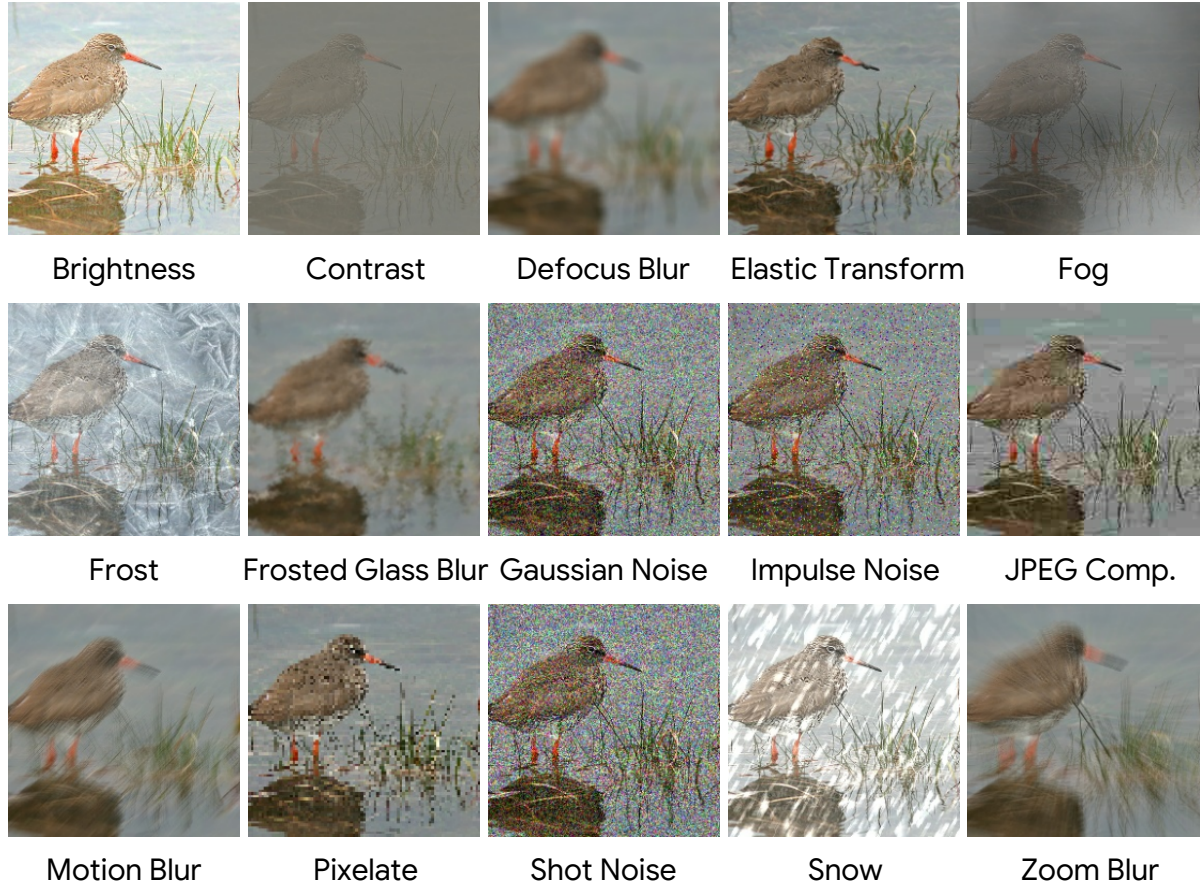 Brightness
Contrast
Defocus Blur
Elastic Transform
Fog
Frost
Frosted Glass Blur
Gaussian Noise
Impulse Noise
JPEG Comp.
Motion Blur
Pixelate
Shot Noise
Snow
Zoom Blur